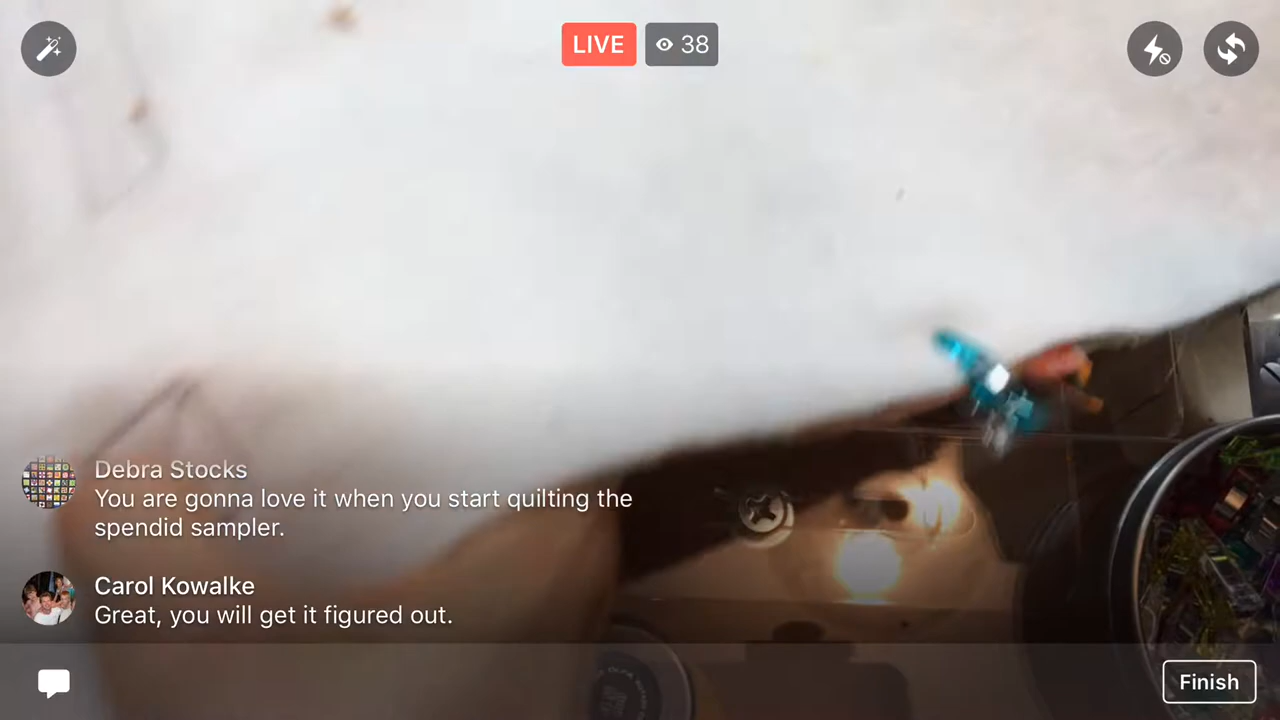 LIVE 38
Debra Stocks
You are gonna love it when you start quilting the
spendid sampler.
Carol Kowalke
Great, you will get it figured out.
Finish